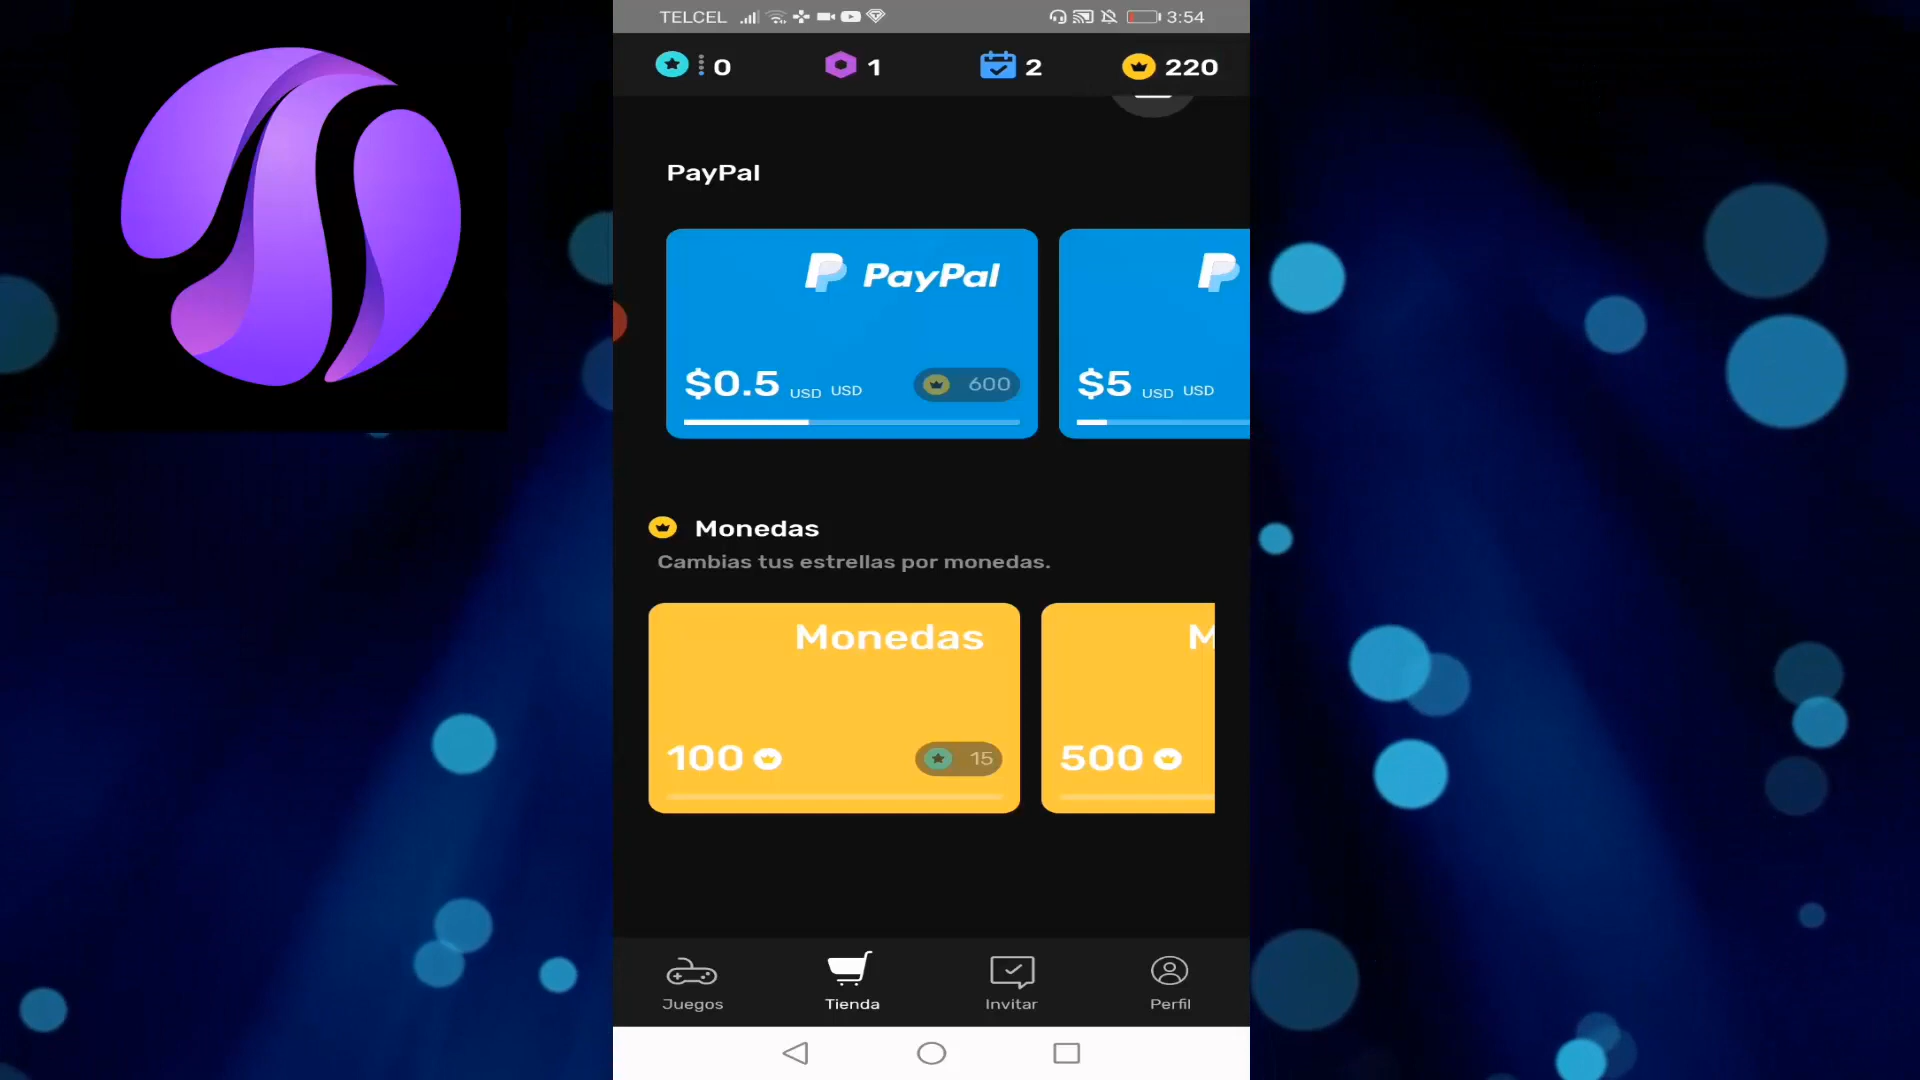 TELCEL 3:54
0 1 2 220
PayPal
PayPal
$0.5 USD USD 600
$5 USD USD
Monedas
Cambias tus estrellas por monedas.
Monedas M
100 15 500
Juegos Tienda Invitar Perfil